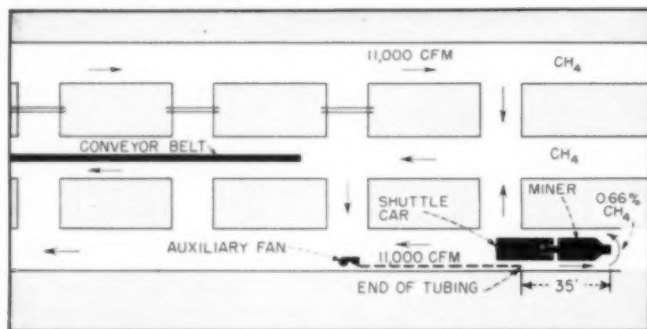 11,000 CFM
CH4
CONVEYOR BELT
CH4
MINER
0.66%
CH4
SHUTTLE
CAR
AUXILIARY FAN
11,000 CFM
END OF TUBING
35'